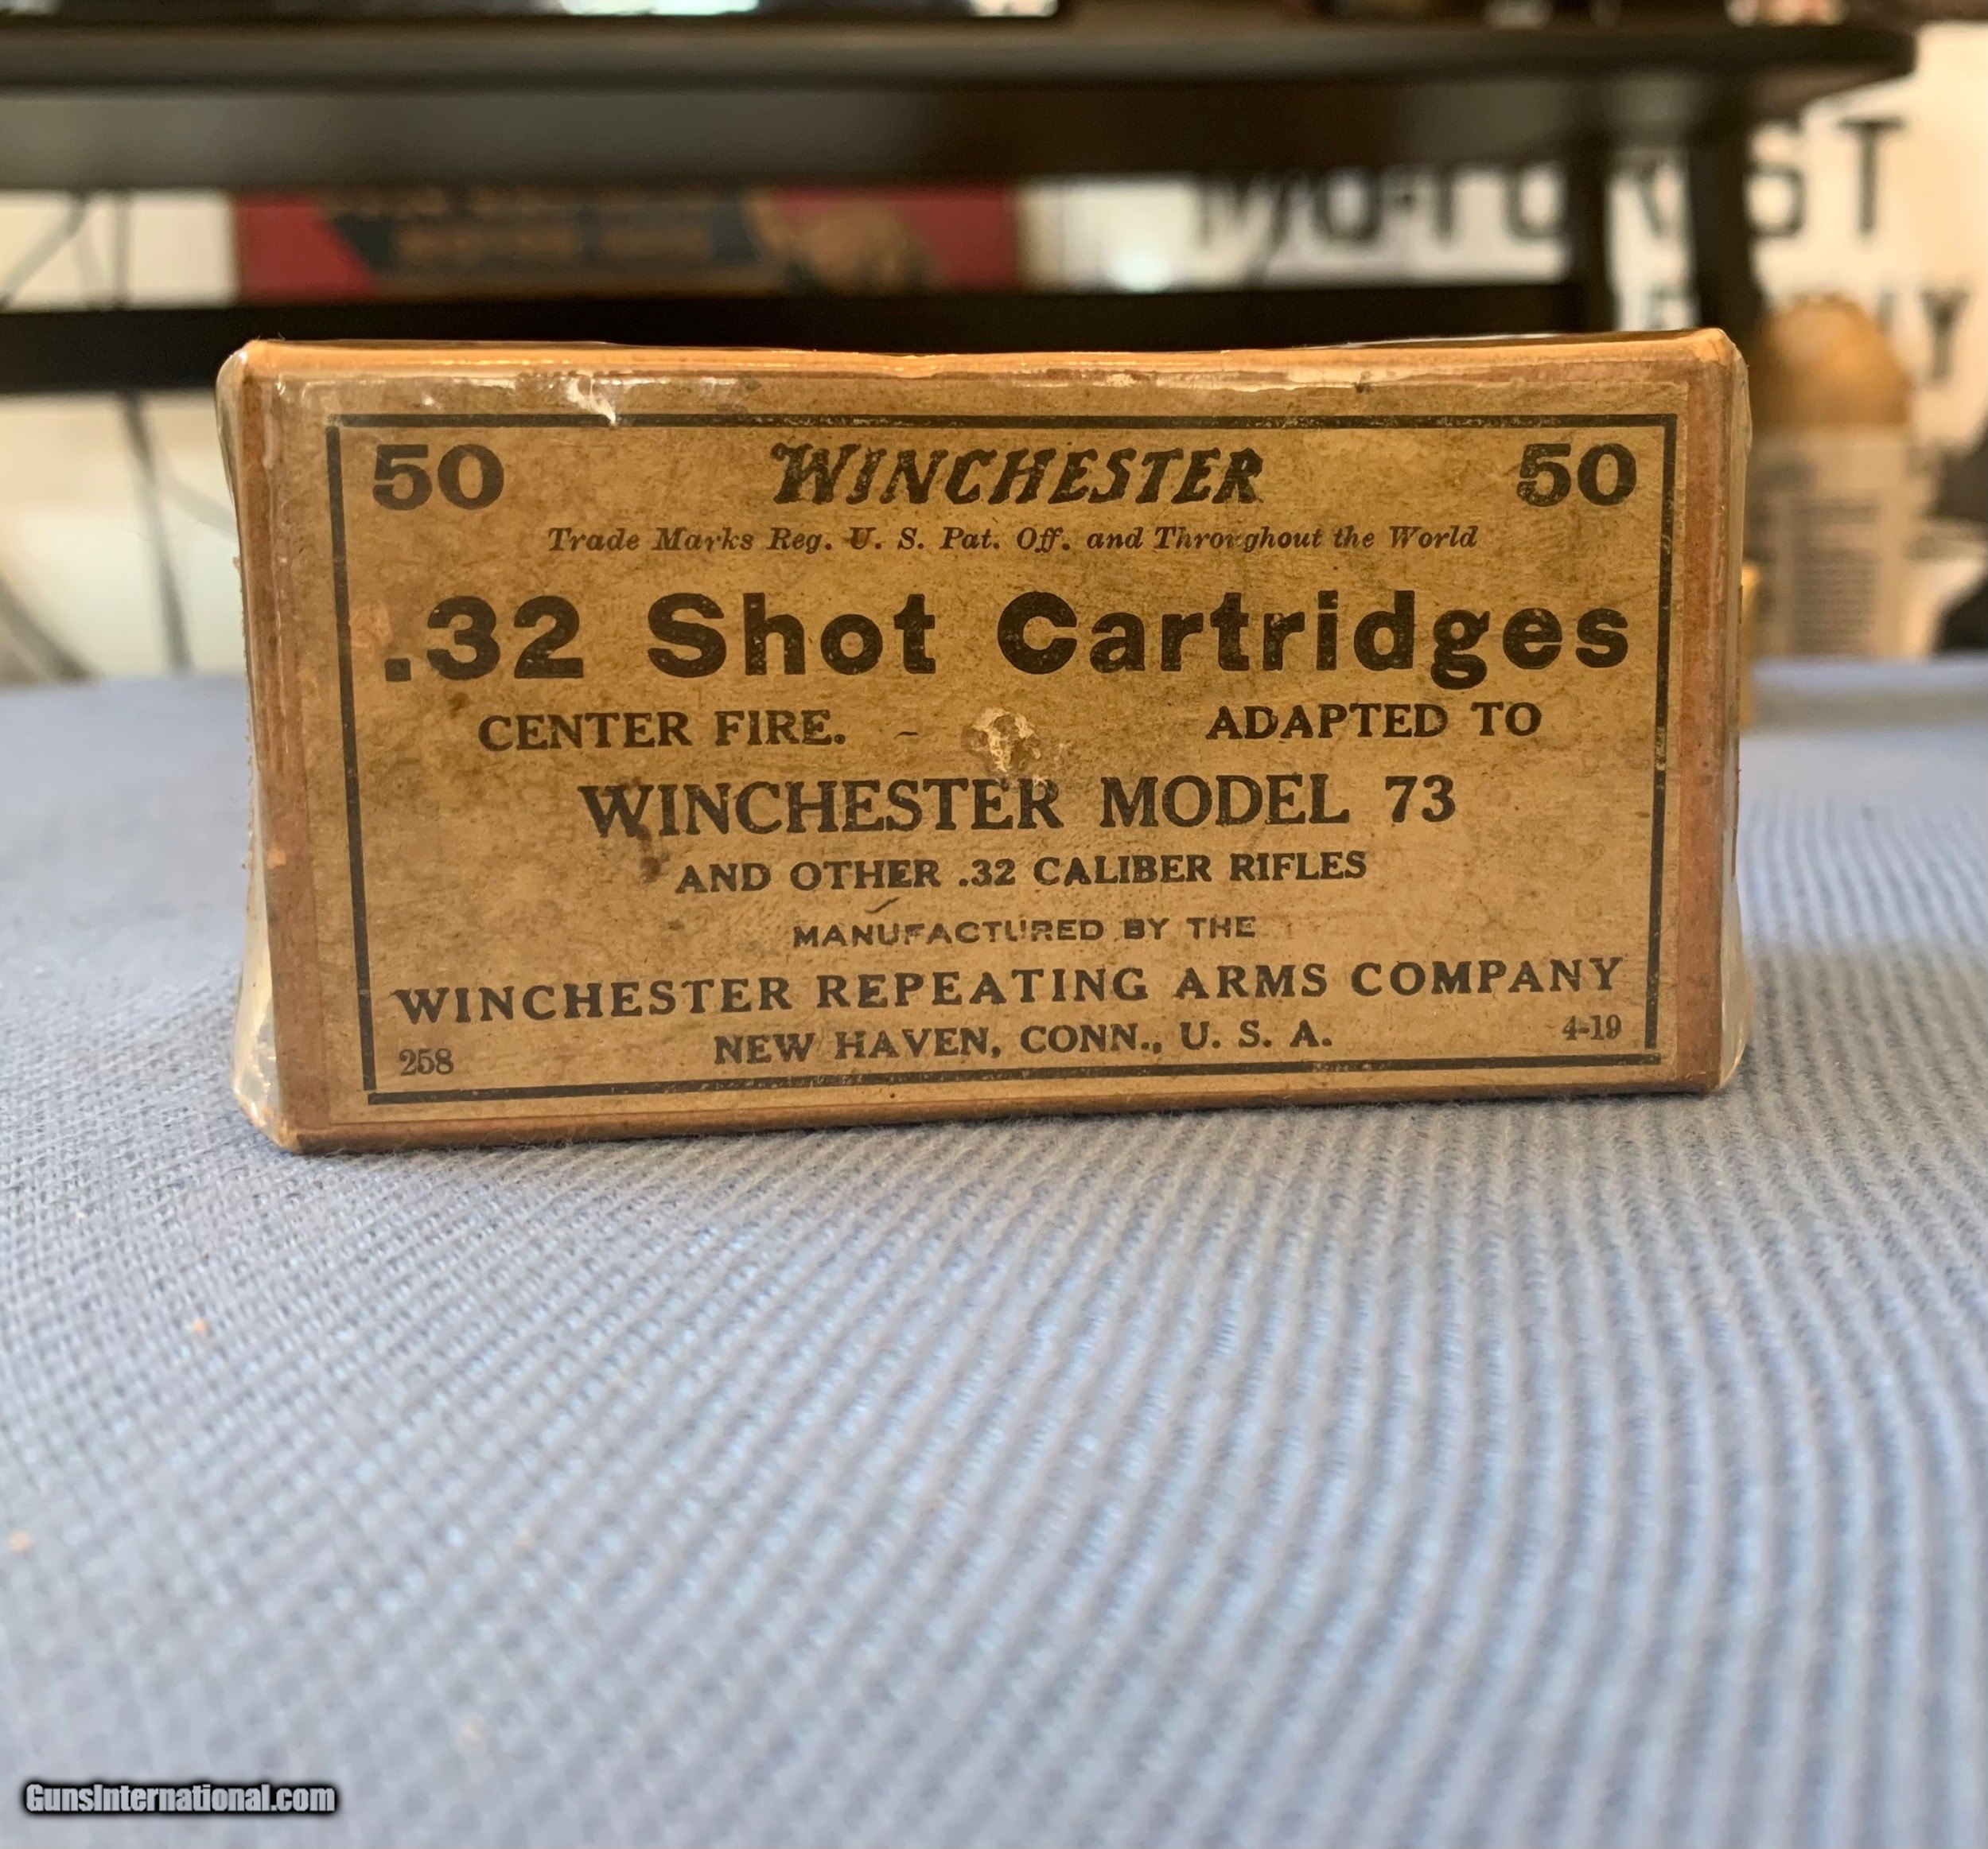 MOTORIST
50 WINCHESTER 50
Trade Marks Reg. U. S. Pat. Off. and Throughout the World
.32 Shot Cartridges
CENTER FIRE. - ADAPTED TO
WINCHESTER MODEL 73
AND OTHER .32 CALIBER RIFLES
MANUFACTURED BY THE
WINCHESTER REPEATING ARMS COMPANY
258 NEW HAVEN, CONN., U. S. A. 4-19
GunsInternational.com